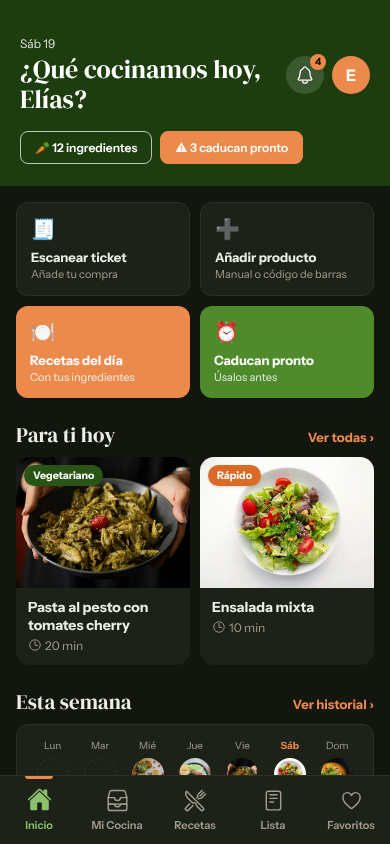 Sáb 19
¿Qué cocinamos hoy,
Elías?
4
E
12 ingredientes
3 caducan pronto
Escanear ticket
Añade tu compra
Añadir producto
Manual o código de barras
Recetas del día
Con tus ingredientes
Caducan pronto
Úsalos antes
Para ti hoy
Ver todas ›
Vegetariano
Rápido
Pasta al pesto con
tomates cherry
20 min
Ensalada mixta
10 min
Esta semana
Ver historial ›
Lun Mar Mié Jue Vie Sáb Dom
Inicio Mi Cocina Recetas Lista Favoritos